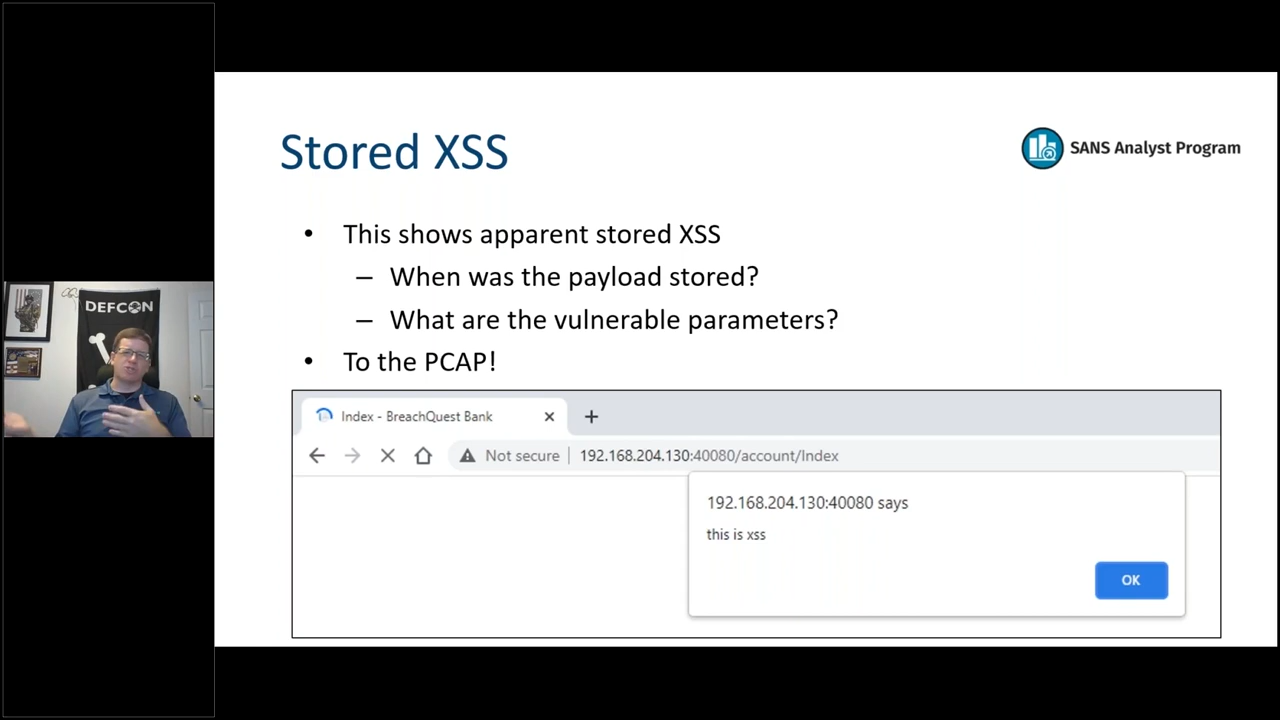 DEFCON
Stored XSS
SANS Analyst Program
• This shows apparent stored XSS
– When was the payload stored?
– What are the vulnerable parameters?
• To the PCAP!
Index - BreachQuest Bank
Not secure | 192.168.204.130:40080/account/Index
192.168.204.130:40080 says
this is xss
OK